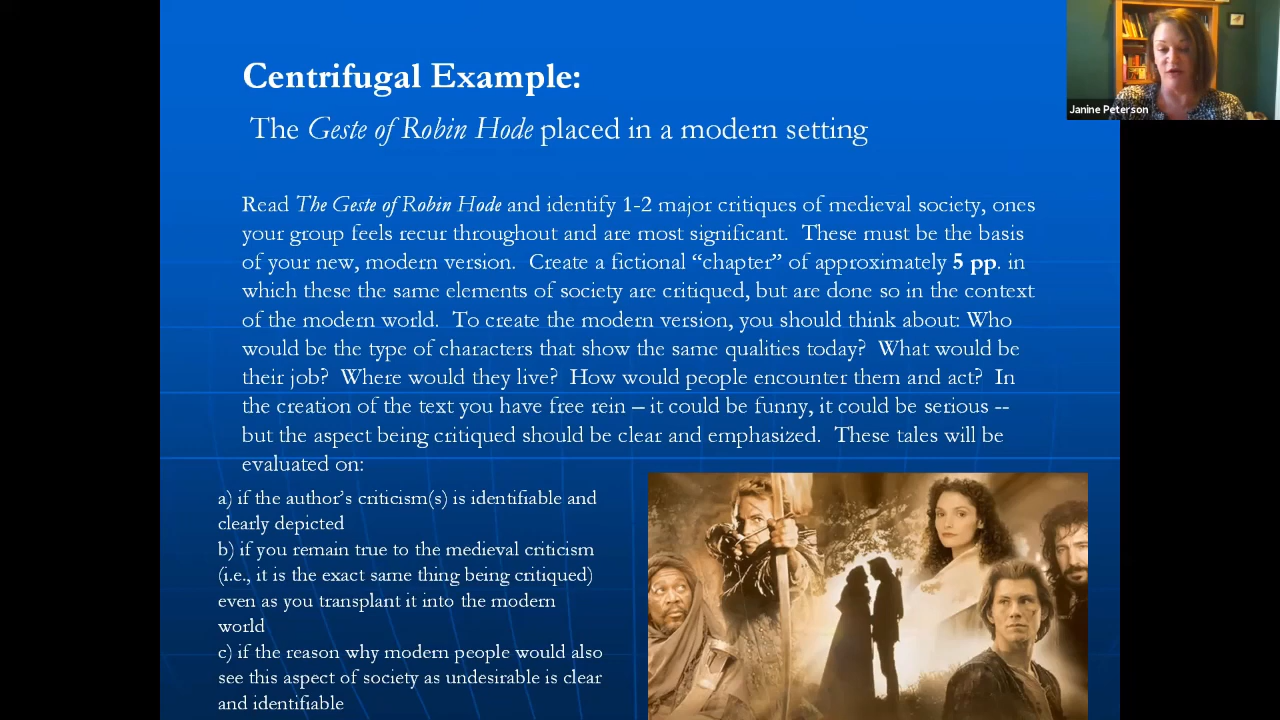 Centrifugal Example:
The Geste of Robin Hode placed in a modern setting
Read The Geste of Robin Hode and identify 1-2 major critiques of medieval society, ones
your group feels recur throughout and are most significant.  These must be the basis
of your new, modern version.  Create a fictional “chapter” of approximately 5 pp. in
which these the same elements of society are critiqued, but are done so in the context
of the modern world.  To create the modern version, you should think about: Who
would be the type of characters that show the same qualities today?  What would be
their job?  Where would they live?  How would people encounter them and act?  In
the creation of the text you have free rein – it could be funny, it could be serious --
but the aspect being critiqued should be clear and emphasized.  These tales will be
evaluated on:
a) if the author’s criticism(s) is identifiable and
clearly depicted
b) if you remain true to the medieval criticism
(i.e., it is the exact same thing being critiqued)
even as you transplant it into the modern
world
c) if the reason why modern people would also
see this aspect of society as undesirable is clear
and identifiable
Janine Peterson